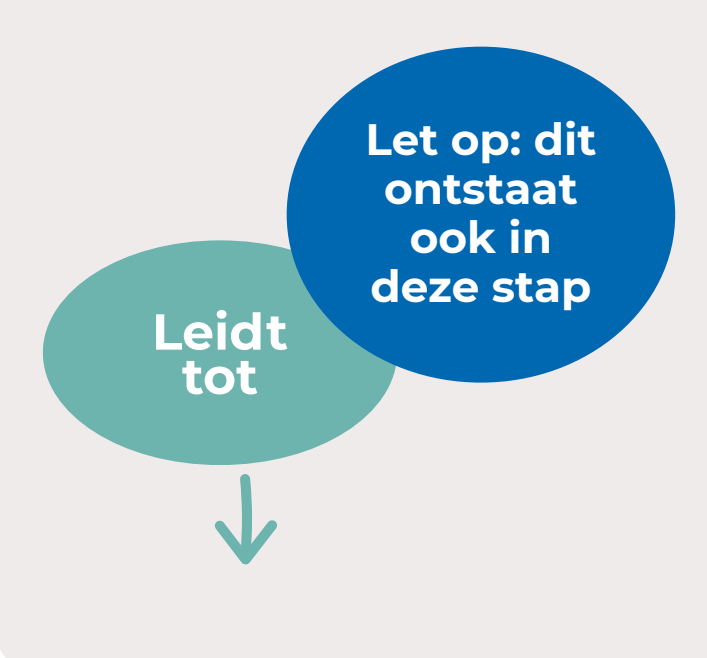 Let op: dit
ontstaat
ook in
deze stap
Leidt
tot